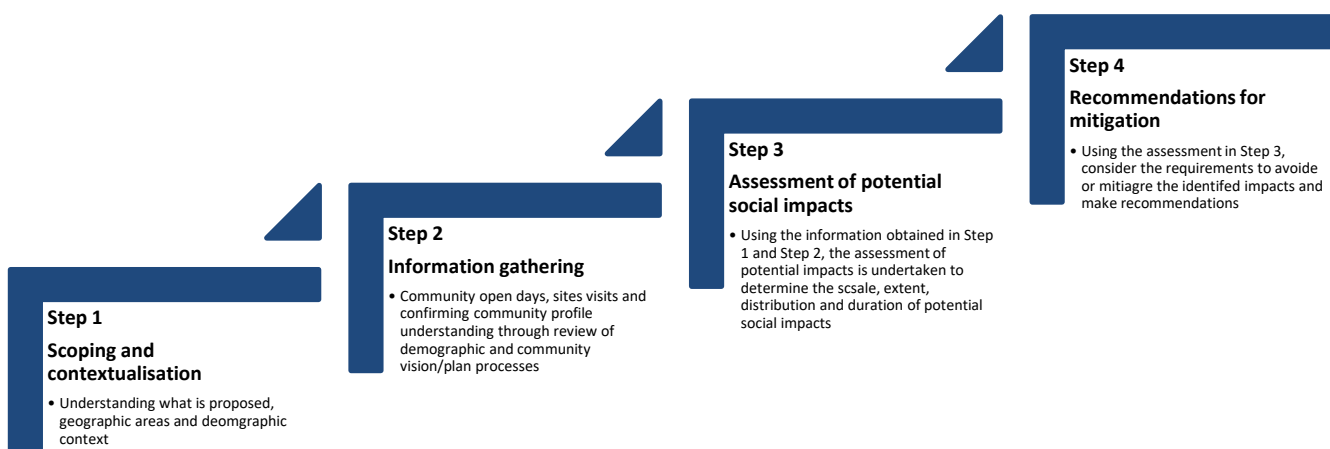 Step 1
Scoping and
contextualisation
• Understanding what is proposed,
geographic areas and deomgraphic
context
Step 2
Information gathering
• Community open days, sites visits and
confirming community profile
understanding through review of
demographic and community
vision/plan processes
Step 3
Assessment of potential
social impacts
• Using the information obtained in Step
1 and Step 2, the assessment of
potential impacts is undertaken to
determine the scsale, extent,
distribution and duration of potential
social impacts
Step 4
Recommendations for
mitigation
• Using the assessment in Step 3,
consider the requirements to avoide
or mitiagre the identifed impacts and
make recommendations